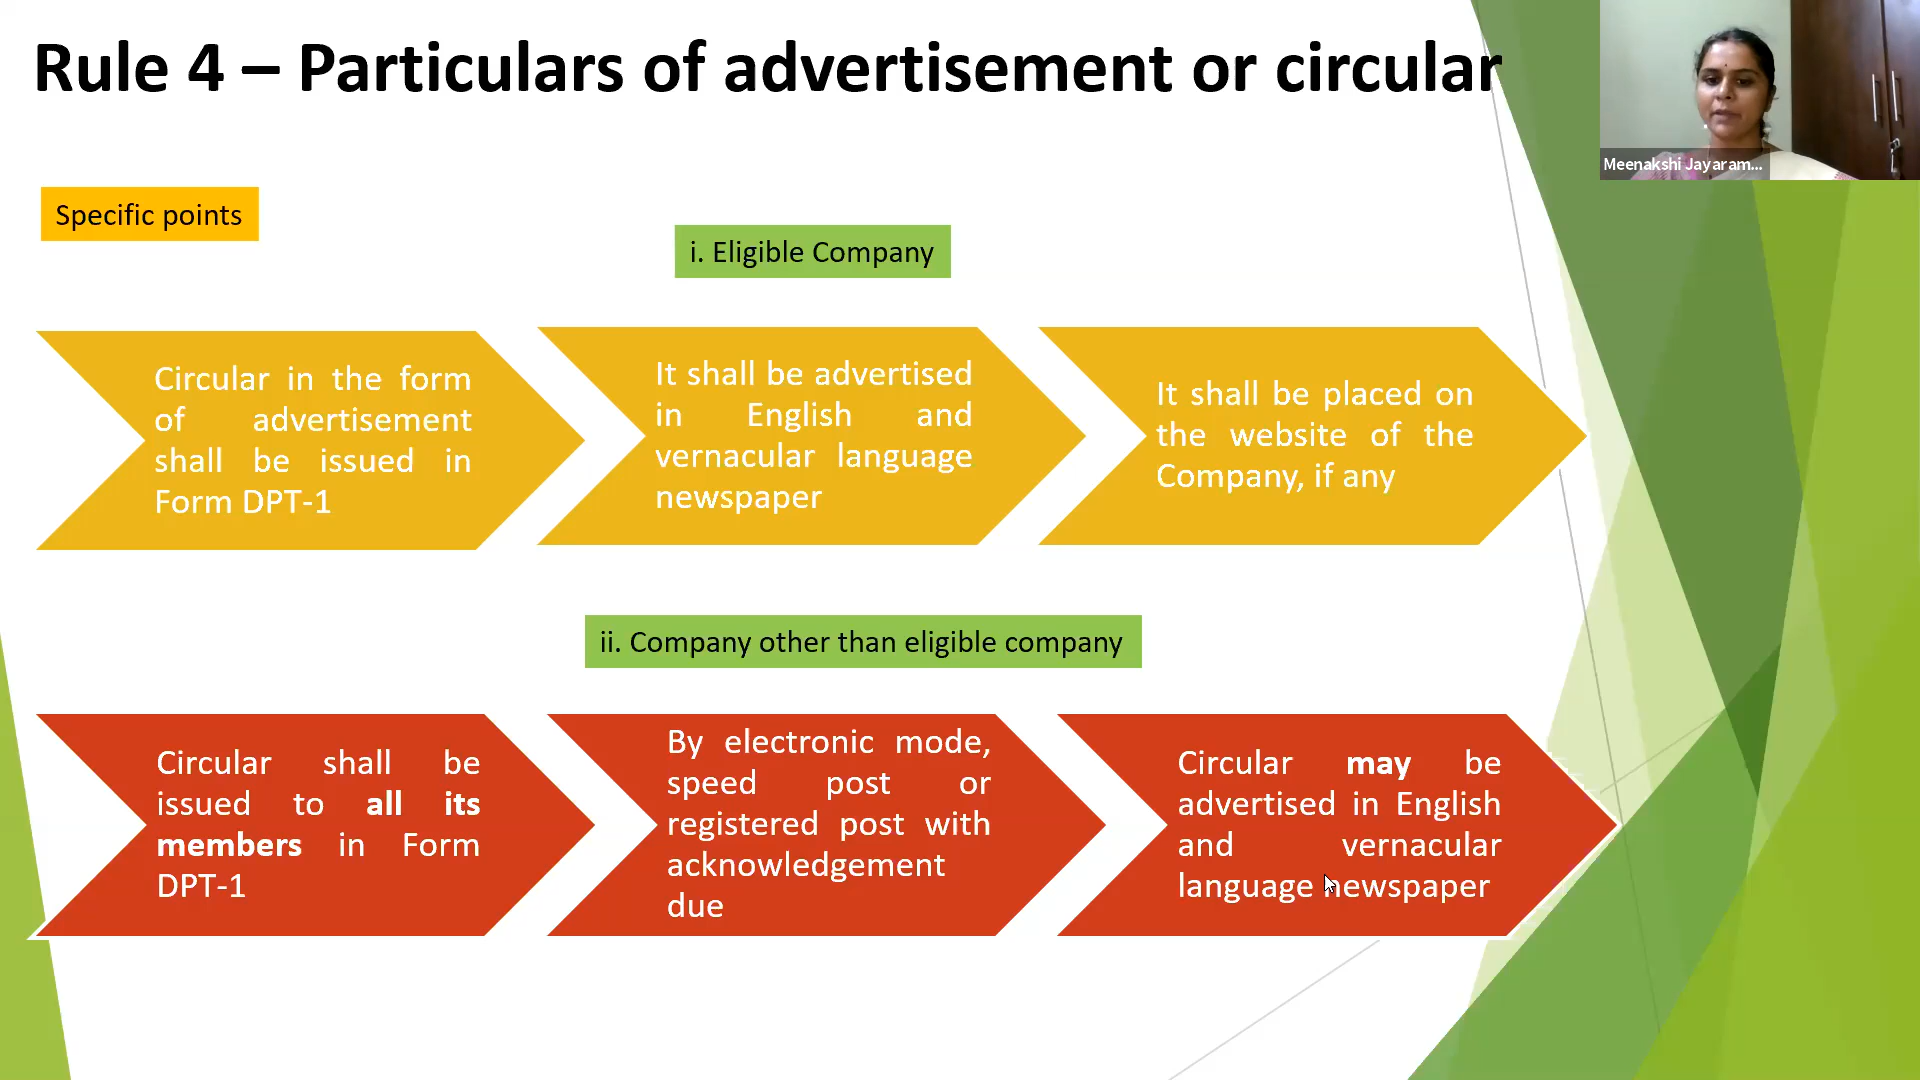 Rule 4 – Particulars of advertisement or circular
Meenakshi Jayaram...
Specific points
i. Eligible Company
Circular in the form
of advertisement
shall be issued in
Form DPT-1
It shall be advertised
in English and
vernacular language
newspaper
It shall be placed on
the website of the
Company, if any
ii. Company other than eligible company
Circular shall be
issued to all its
members in Form
DPT-1
By electronic mode,
speed post or
registered post with
acknowledgement
due
Circular may be
advertised in English
and vernacular
language newspaper